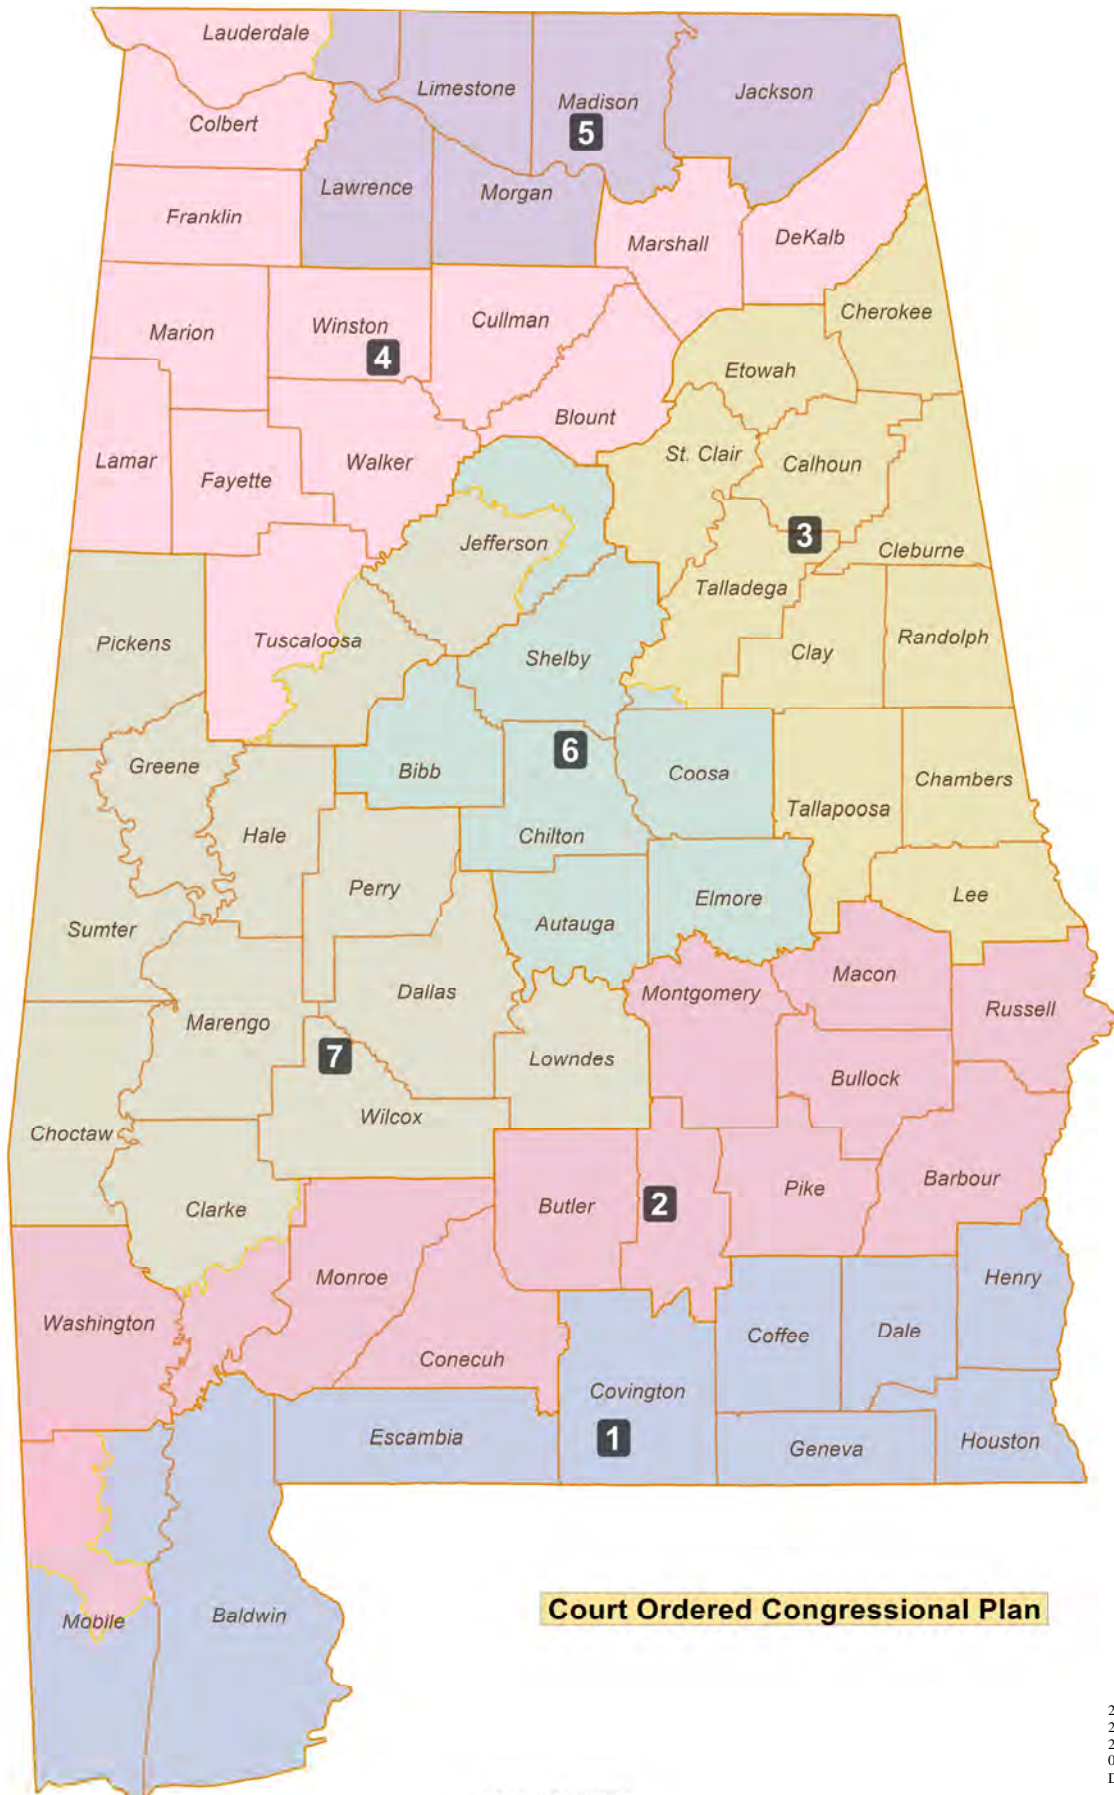 Lauderdale
Limestone
Madison
Jackson
5
Colbert
Lawrence
Morgan
Franklin
Marshall
DeKalb
Cherokee
Marion
Winston
4
Cullman
Etowah
Blount
Lamar
Fayette
Walker
St. Clair
Calhoun
3
Jefferson
Cleburne
Talladega
Pickens
Tuscaloosa
Shelby
Clay
Randolph
Greene
Bibb
6
Coosa
Chambers
Tallapoosa
Hale
Chilton
Perry
Elmore
Lee
Sumter
Autauga
Macon
Dallas
Montgomery
Russell
Marengo
7
Lowndes
Bullock
Wilcox
Choctaw
Barbour
Pike
Clarke
Butler
2
Monroe
Henry
Washington
Coffee
Dale
Conecuh
Covington
Escambia
1
Geneva
Houston
Court Ordered Congressional Plan
Mobile
Baldwin
2
2
2
0
D